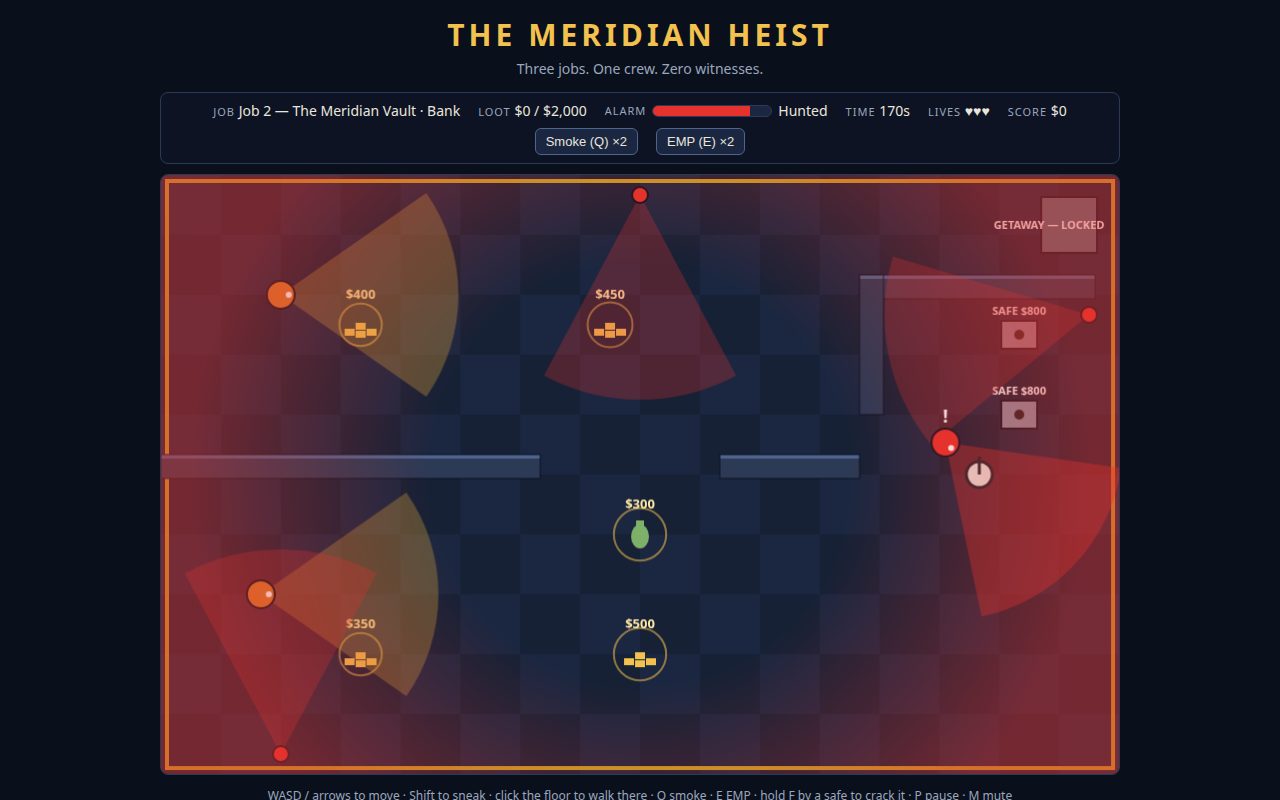 THE MERIDIAN HEIST
Three jobs. One crew. Zero witnesses.
JOB Job 2 — The Meridian Vault · Bank LOOT $0 / $2,000 ALARM Hunted TIME 170s LIVES ♥♥♥ SCORE $0
Smoke (Q) ×2 EMP (E) ×2
GETAWAY — LOCKED
$400 $450
SAFE $800
SAFE $800
!
$300
$350 $500
WASD / arrows to move · Shift to sneak · click the floor to walk there · Q smoke · E EMP · hold F by a safe to crack it · P pause · M mute